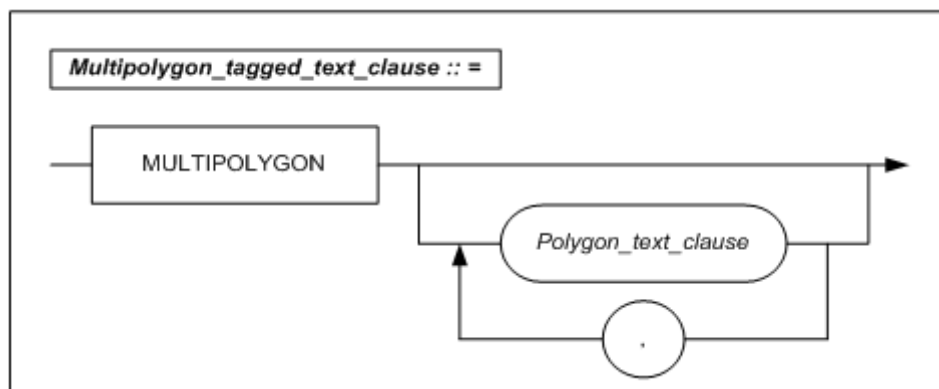 Multipolygon_tagged_text_clause :: =
MULTIPOLYGON
Polygon_text_clause
,